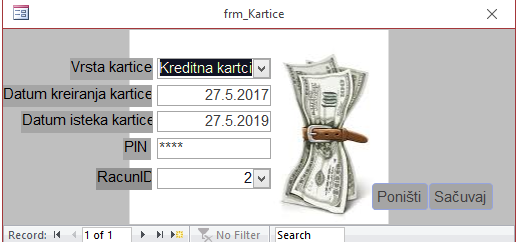 frm_Kartice
Vrsta kartice Kreditna kartci
Datum kreiranja kartice 27.5.2017
Datum isteka kartice 27.5.2019
PIN ****
RacunID 2
Poništi Sačuvaj
Record: 1 of 1 No Filter Search